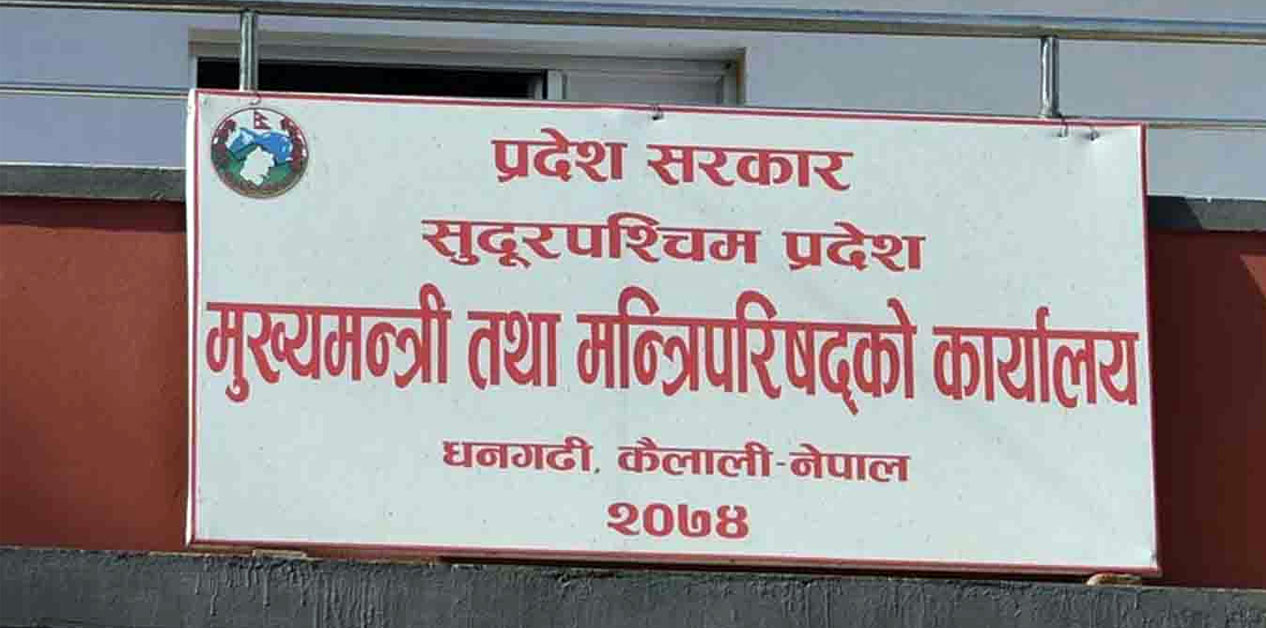 प्रदेश सरकार
सुदूरपश्चिम प्रदेश
मुख्यमन्त्री तथा मन्त्रिपरिषद्को कार्यालय
धनगढी, कैलाली-नेपाल
२०७४